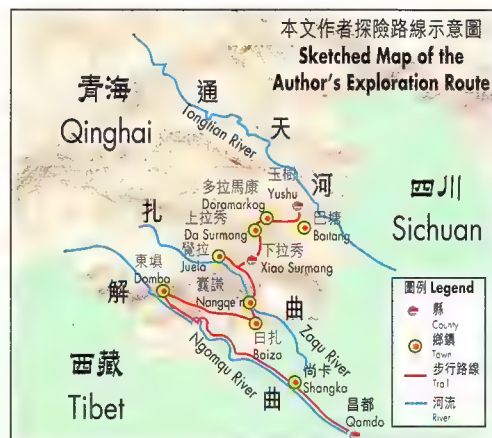 本文作者探險路線示意圖
Sketched Map of the
Author's Exploration Route
青海
Qinghai
通天河
Tongtian River
玉樹
Yushu
多拉馬康
Doramarkog
巴塘
Batang
四川
Sichuan
上拉秀
Da Surmang
下拉秀
Xiao Surmang
扎曲
Zaqu River
覺拉
Juela
囊謙
Nangqe'n
東壩
Domba
白扎
Baiza
解曲
Ngomqu River
西藏
Tibet
尚卡
Shangka
昌都
Qamdo
圖例 Legend
縣
County
鄉鎮
Town
步行路線
Trail
河流
River